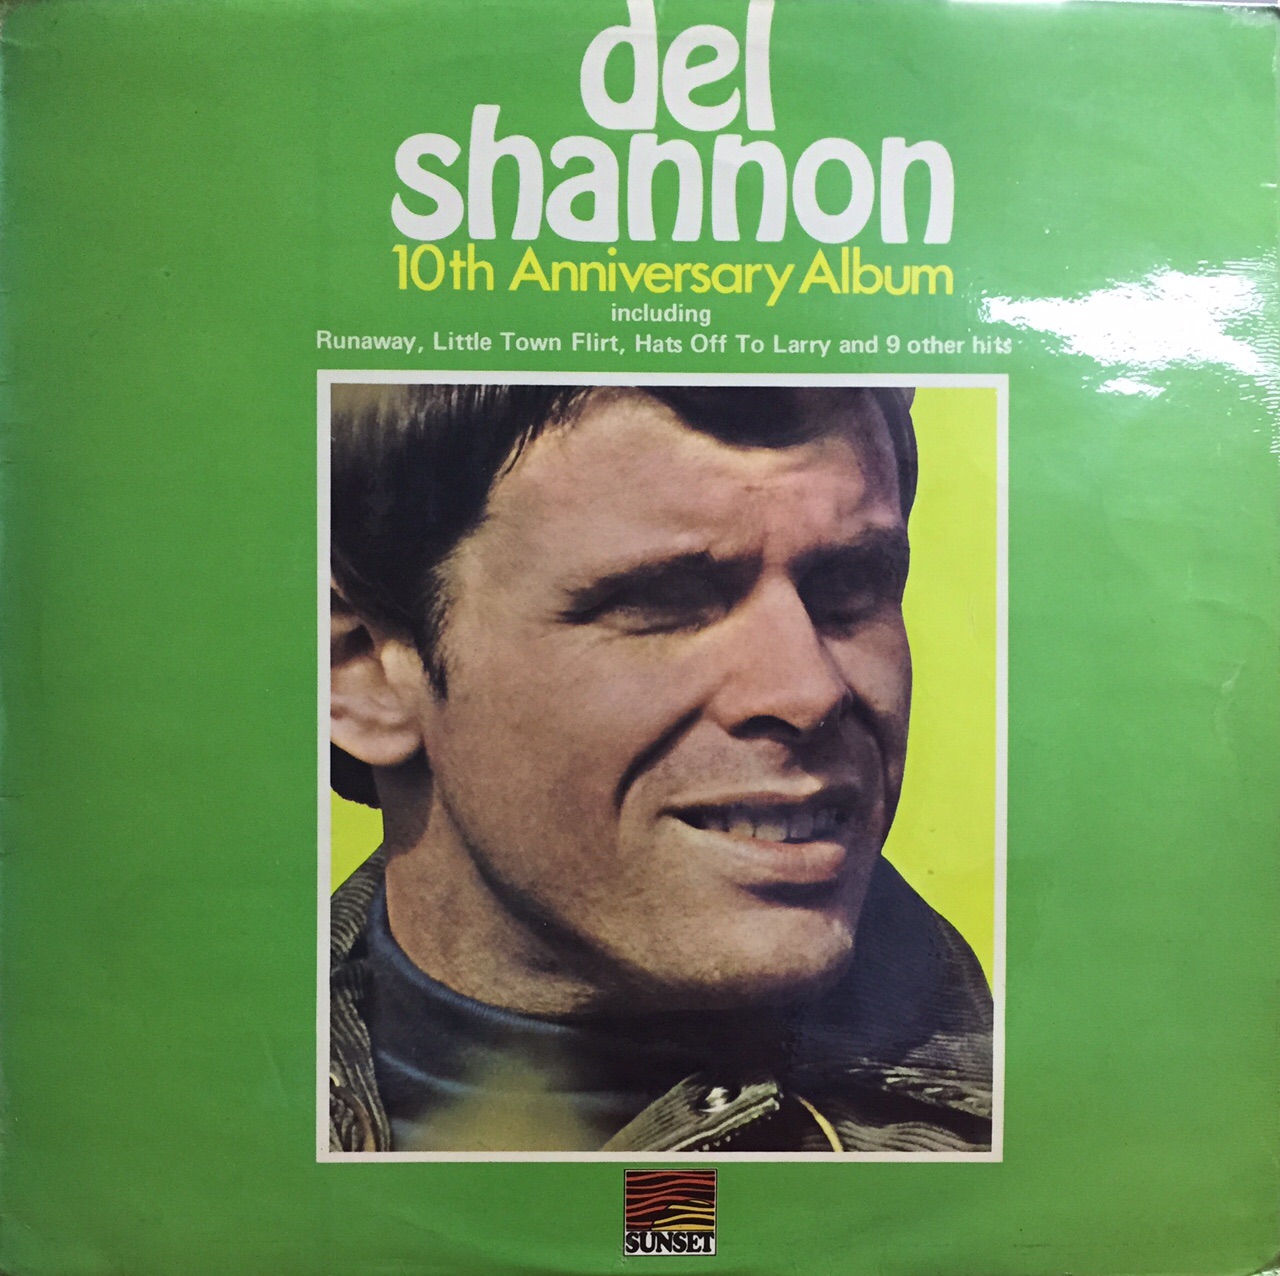 del
shannon
10th Anniversary Album
including
Runaway, Little Town Flirt, Hats Off To Larry and 9 other hits
SUNSET